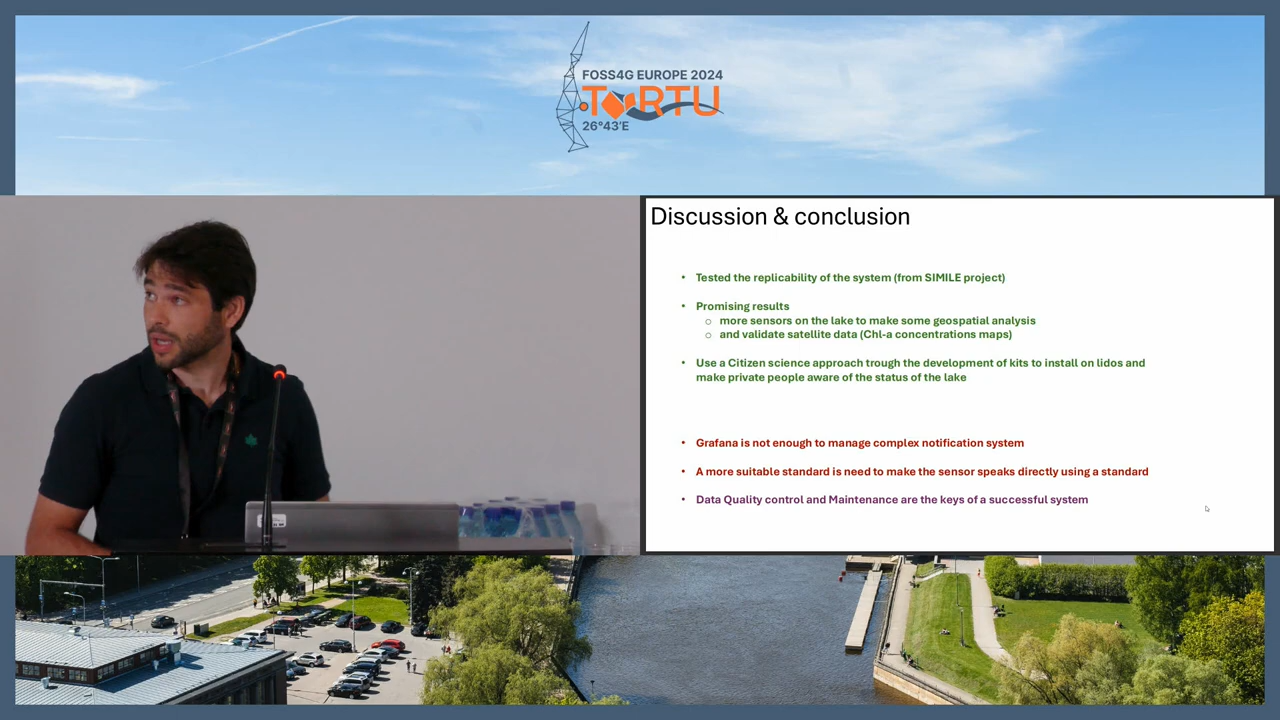 FOSS4G EUROPE 2024
TARTU
26°43'E
Discussion & conclusion
• Tested the replicability of the system (from SIMILE project)
• Promising results
o more sensors on the lake to make some geospatial analysis
o and validate satellite data (Chl-a concentrations maps)
• Use a Citizen science approach trough the development of kits to install on lidos and
make private people aware of the status of the lake
• Grafana is not enough to manage complex notification system
• A more suitable standard is need to make the sensor speaks directly using a standard
• Data Quality control and Maintenance are the keys of a successful system